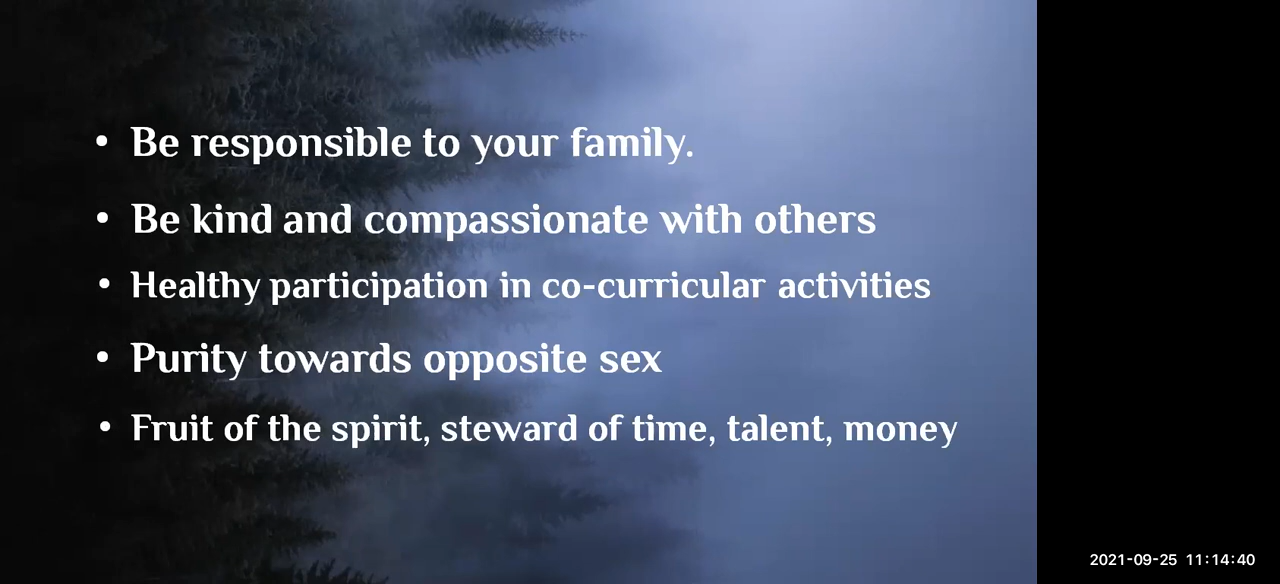 • Be responsible to your family.
• Be kind and compassionate with others
• Healthy participation in co-curricular activities
• Purity towards opposite sex
• Fruit of the spirit, steward of time, talent, money
2021-09-25 11:14:40